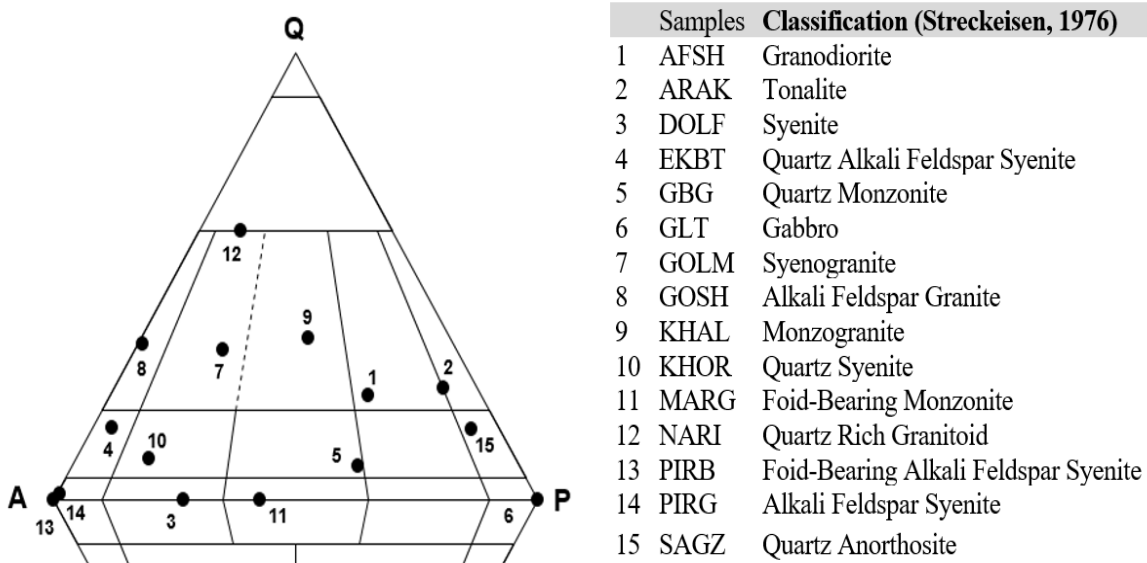 Q
12
9
8
7
1
2
4
10
5
15
A
P
13
14
3
11
6
Samples Classification (Streckeisen, 1976)
1 AFSH Granodiorite
2 ARAK Tonalite
3 DOLF Syenite
4 EKBT Quartz Alkali Feldspar Syenite
5 GBG Quartz Monzonite
6 GLT Gabbro
7 GOLM Syenogranite
8 GOSH Alkali Feldspar Granite
9 KHAL Monzogranite
10 KHOR Quartz Syenite
11 MARG Foid-Bearing Monzonite
12 NARI Quartz Rich Granitoid
13 PIRB Foid-Bearing Alkali Feldspar Syenite
14 PIRG Alkali Feldspar Syenite
15 SAGZ Quartz Anorthosite